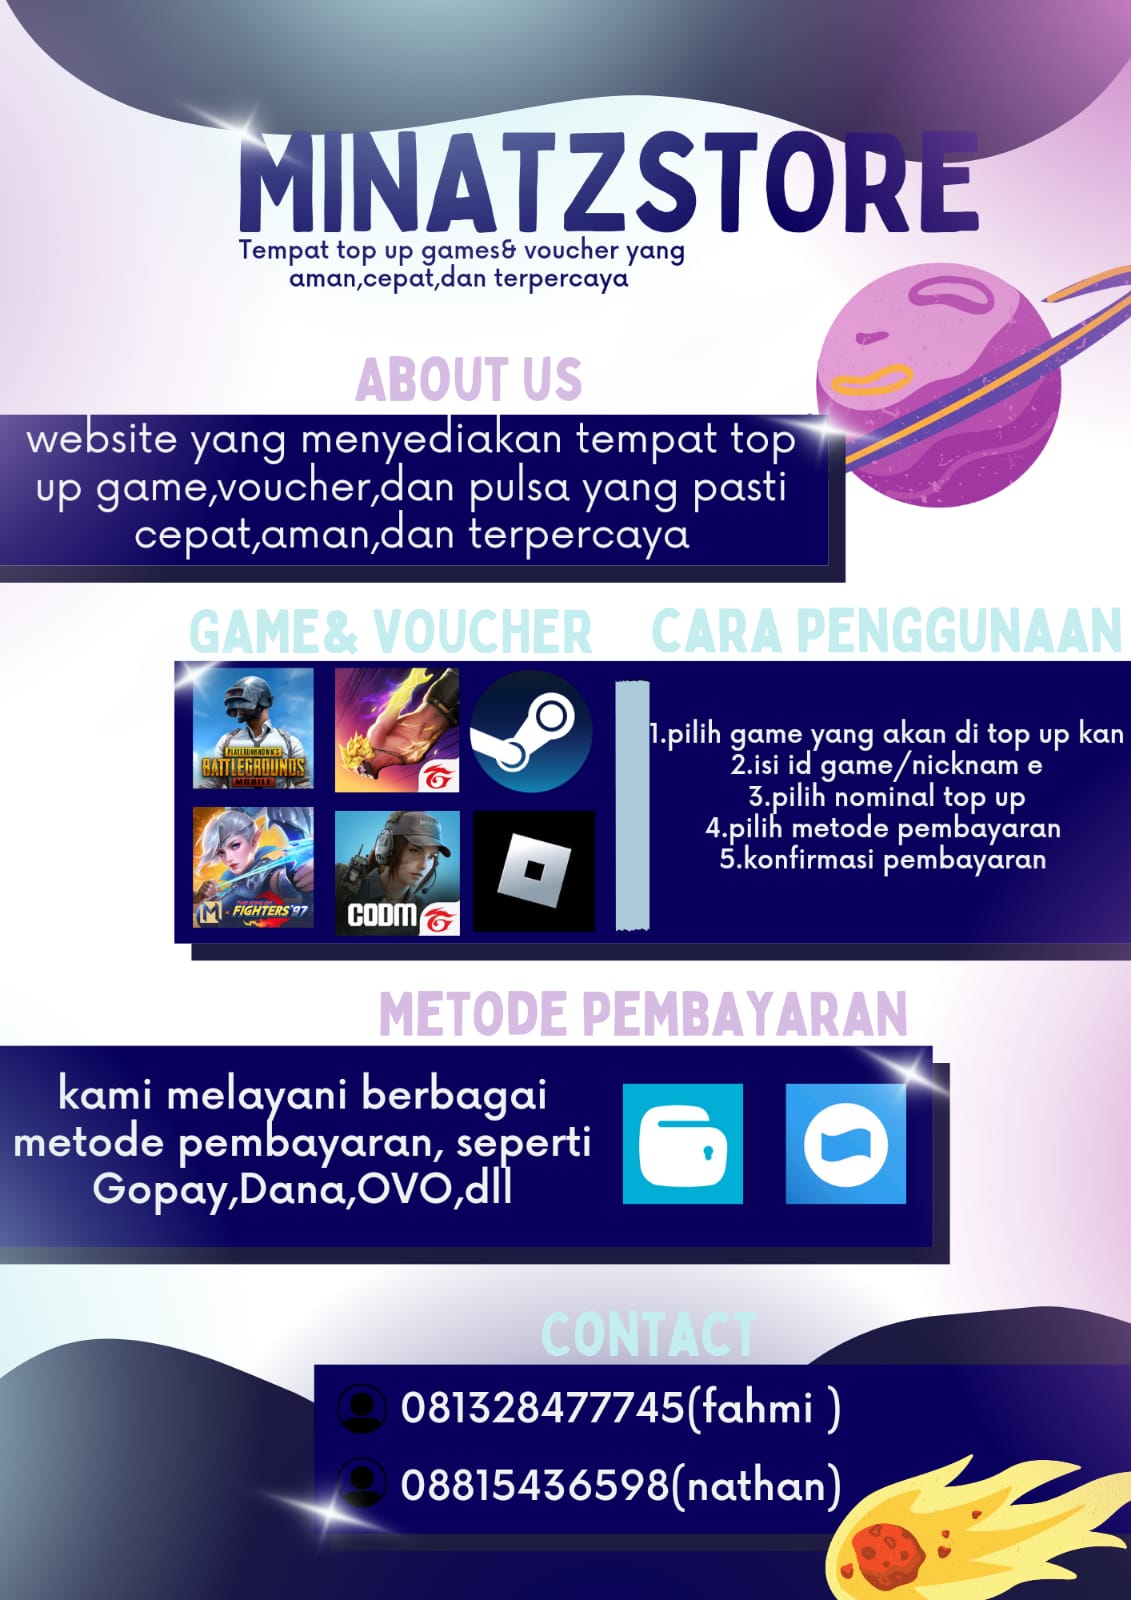 MINATZSTORE
Tempat top up games& voucher yang
aman,cepat,dan terpercaya
ABOUT US
website yang menyediakan tempat top
up game,voucher,dan pulsa yang pasti
cepat,aman,dan terpercaya
GAME& VOUCHER
PLAYERUNKNOWN'S
BATTLEGROUNDS
MOBILE
M x THE KING OF
FIGHTERS'97
CODM
CARA PENGGUNAAN
1.pilih game yang akan di top up kan
2.isi id game/nicknam e
3.pilih nominal top up
4.pilih metode pembayaran
5.konfirmasi pembayaran
METODE PEMBAYARAN
kami melayani berbagai
metode pembayaran, seperti
Gopay,Dana,OVO,dll
CONTACT
081328477745(fahmi )
08815436598(nathan)